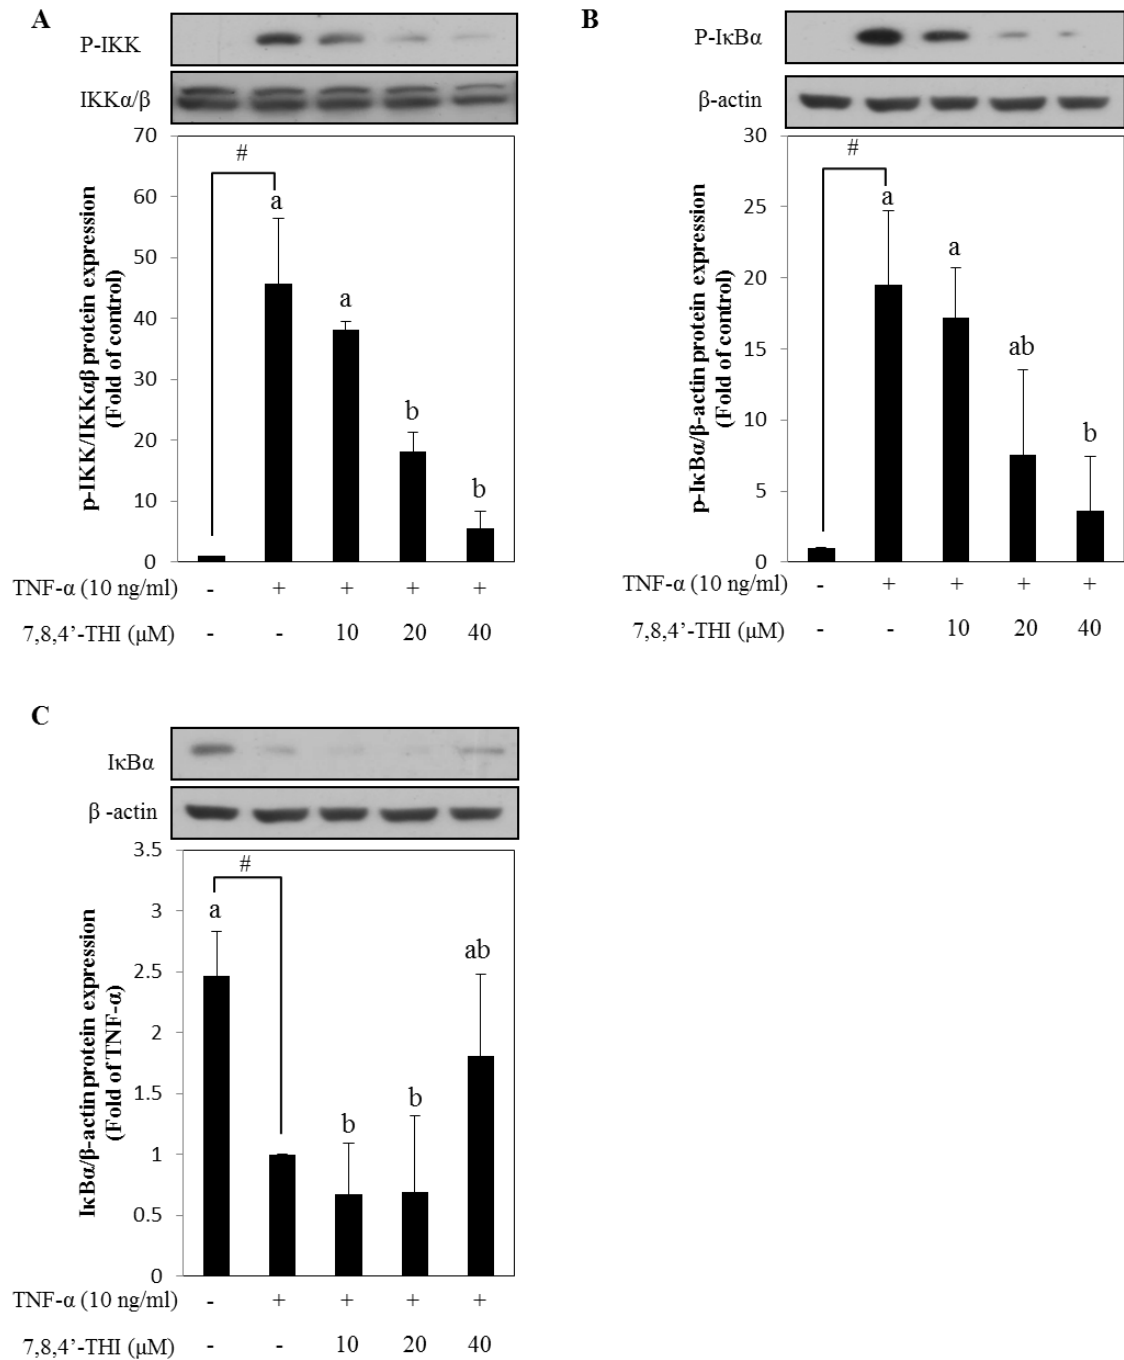 A
P-IKK
IKKα/β
p-IKK/IKKαβ protein expression
(Fold of control)
70
60
50
40
30
20
10
0
#
a
a
b
b
TNF-α (10 ng/ml) - + + + +
7,8,4’-THI (μM) - - 10 20 40
B
P-IκBα
β-actin
p-IκBα/β-actin protein expression
(Fold of control)
30
25
20
15
10
5
0
#
a
a
ab
b
TNF-α (10 ng/ml) - + + + +
7,8,4’-THI (μM) - - 10 20 40
C
IκBα
β -actin
IκBα/β-actin protein expression
(Fold of TNF-α)
3.5
3
2.5
2
1.5
1
0.5
0
#
a
b
b
ab
TNF-α (10 ng/ml) - + + + +
7,8,4’-THI (μM) - - 10 20 40